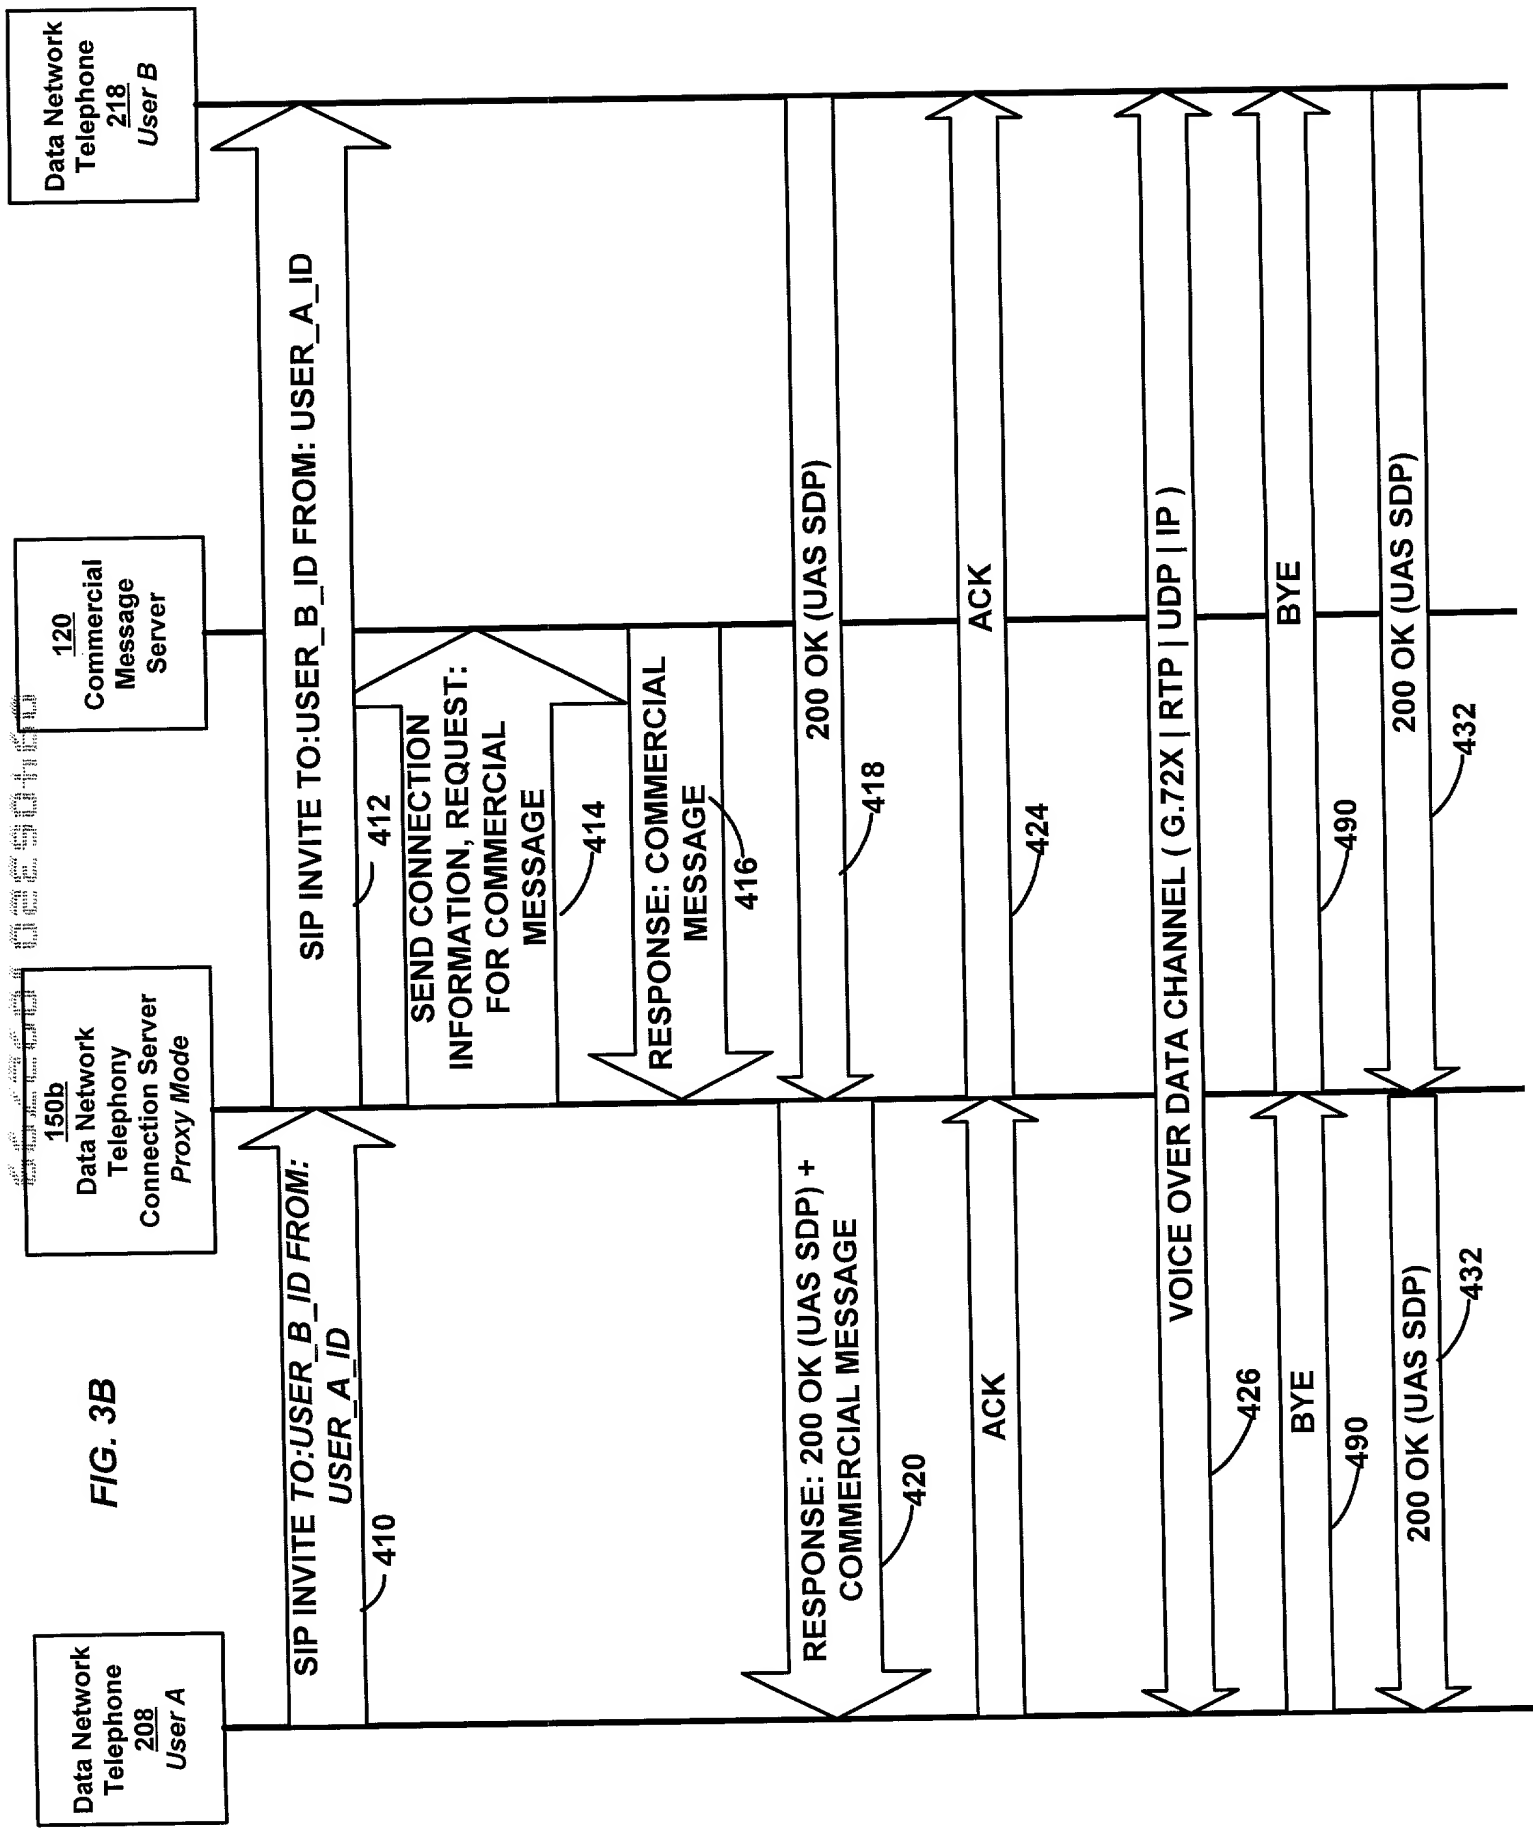 FIG. 3B
Data Network
Telephone
208
User A
150b
Data Network
Telephony
Connection Server
Proxy Mode
120
Commercial
Message
Server
Data Network
Telephone
218
User B
SIP INVITE TO:USER_B_ID FROM:
USER_A_ID
410
SIP INVITE TO:USER_B_ID FROM: USER_A_ID
412
SEND CONNECTION
INFORMATION, REQUEST:
FOR COMMERCIAL
MESSAGE
414
RESPONSE: COMMERCIAL
MESSAGE
416
200 OK (UAS SDP)
418
RESPONSE: 200 OK (UAS SDP) +
COMMERCIAL MESSAGE
420
ACK
ACK
424
VOICE OVER DATA CHANNEL ( G.72X | RTP | UDP | IP )
426
BYE
490
BYE
490
200 OK (UAS SDP)
432
200 OK (UAS SDP)
432